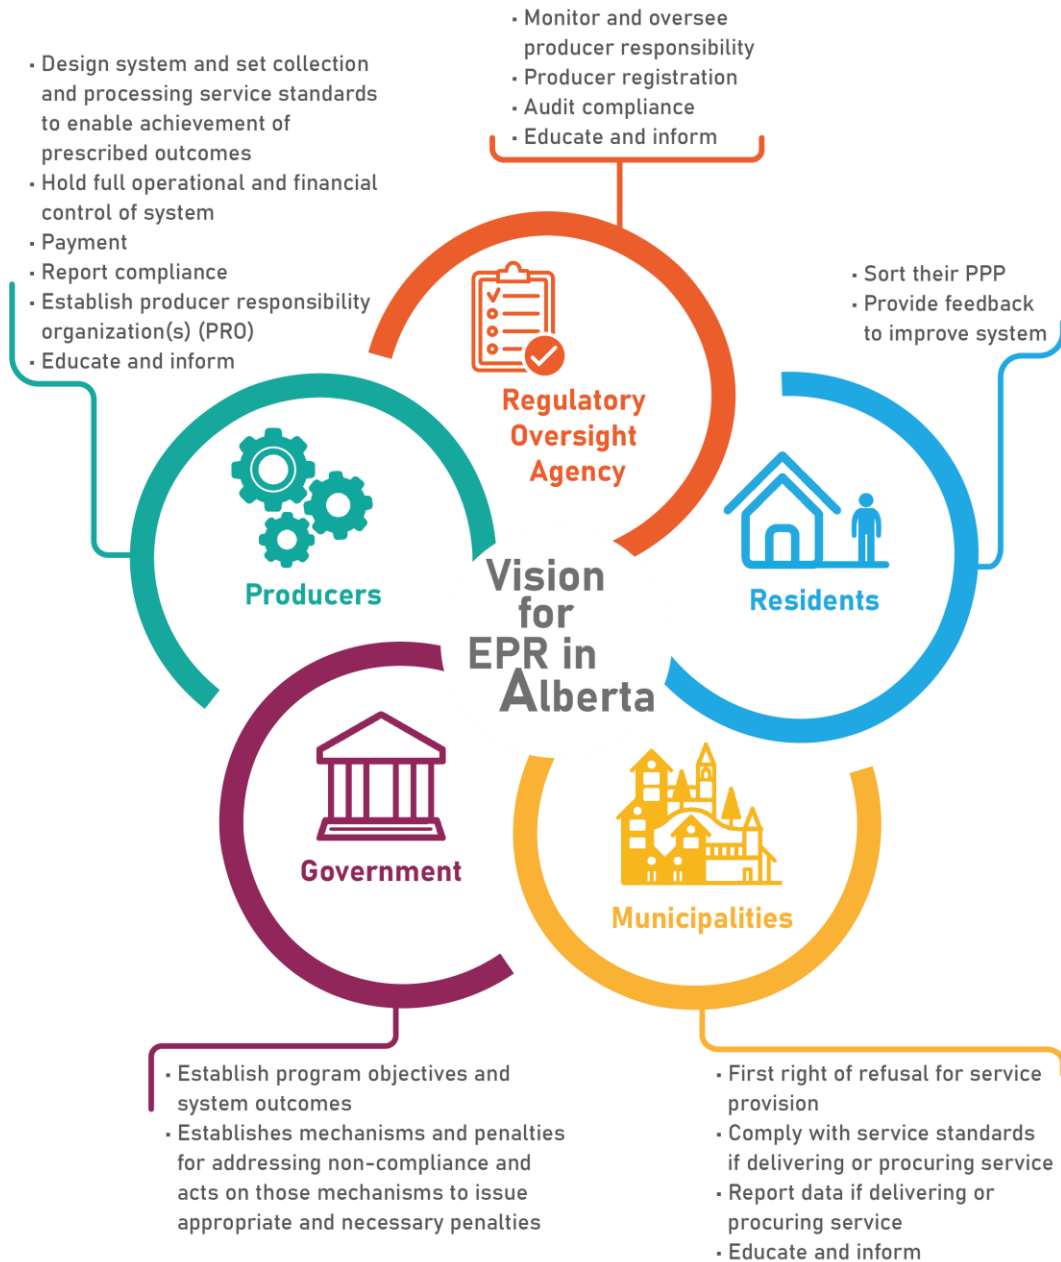 · Monitor and oversee
producer responsibility
· Producer registration
· Audit compliance
· Educate and inform
· Design system and set collection
and processing service standards
to enable achievement of
prescribed outcomes
· Hold full operational and financial
control of system
· Payment
· Report compliance
· Establish producer responsibility
organization(s) (PRO)
· Educate and inform
· Sort their PPP
· Provide feedback
to improve system
Regulatory
Oversight
Agency
Producers
Residents
Vision
for
EPR in
Alberta
Government
Municipalities
· Establish program objectives and
system outcomes
· Establishes mechanisms and penalties
for addressing non-compliance and
acts on those mechanisms to issue
appropriate and necessary penalties
· First right of refusal for service
provision
· Comply with service standards
if delivering or procuring service
· Report data if delivering or
procuring service
· Educate and inform